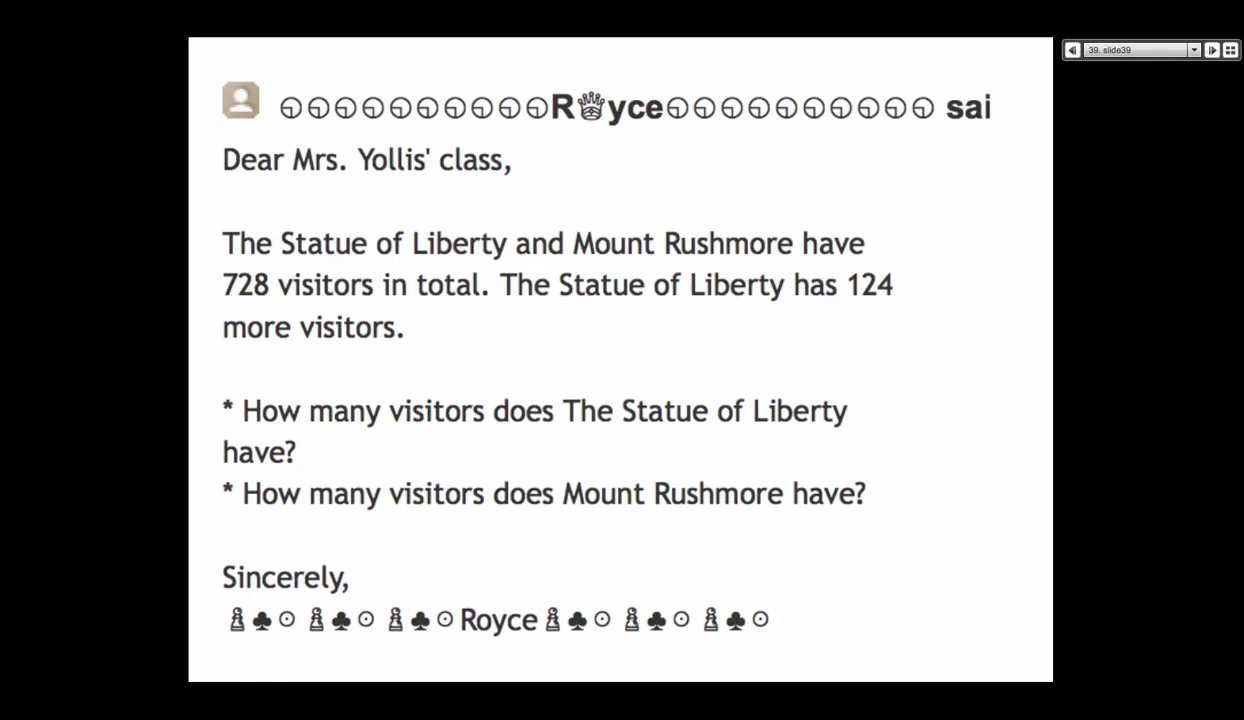 39. slide39
◵◵◵◵◵◵◵◵◵◵R♕yce◵◵◵◵◵◵◵◵◵◵ sai
Dear Mrs. Yollis' class,
The Statue of Liberty and Mount Rushmore have
728 visitors in total. The Statue of Liberty has 124
more visitors.
* How many visitors does The Statue of Liberty
have?
* How many visitors does Mount Rushmore have?
Sincerely,
♙♣⊙ ♙♣⊙ ♙♣⊙Royce♙♣⊙ ♙♣⊙ ♙♣⊙